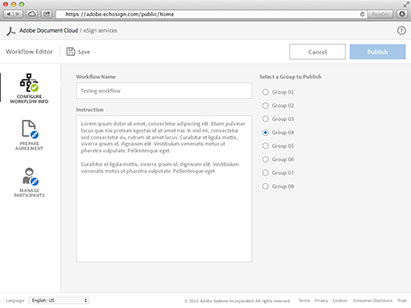 https://adobe.echosign.com/public/home
Reader
Adobe Document Cloud / eSign services
Workflow Editor
Save
Cancel
Publish
CONFIGURE
WORKFLOW INFO
PREPARE
AGREEMENT
MANAGE
PARTICIPANTS
Workflow Name
Testing workflow
Instruction
Lorem ipsum dolor sit amet, consectetur adipiscing elit. Etiam pulvinar
lacus quis nisi pretium egestas id sit amet nisi. In nisl mi, consectetur
sed consectetur eu, rutrum sit amet lacus. Curabitur et ligula mattis,
viverra ipsum id, dignissim elit. Vestibulum venenatis metus ut
pharetra vulputate. Pellentesque eget.
Curabitur et ligula mattis, viverra ipsum id, dignissim elit. Vestibulum
venenatis metus ut pharetra vulputate. Pellentesque eget
Select a Group to Publish
Group 01
Group 02
Group 03
Group 04
Group 05
Group 06
Group 07
Group 08
Language
English: US
© 2015 Adobe Systems Incorporated. All rights reserved.
Terms
Privacy
Cookies
Consumer Disclosure
Trust